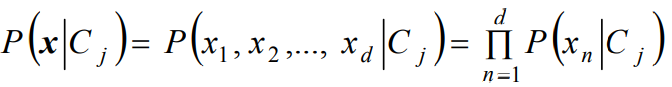 P(x|C_j) = P(x_1, x_2, ..., x_d|C_j) = ∏_{n=1}^{d} P(x_n|C_j)